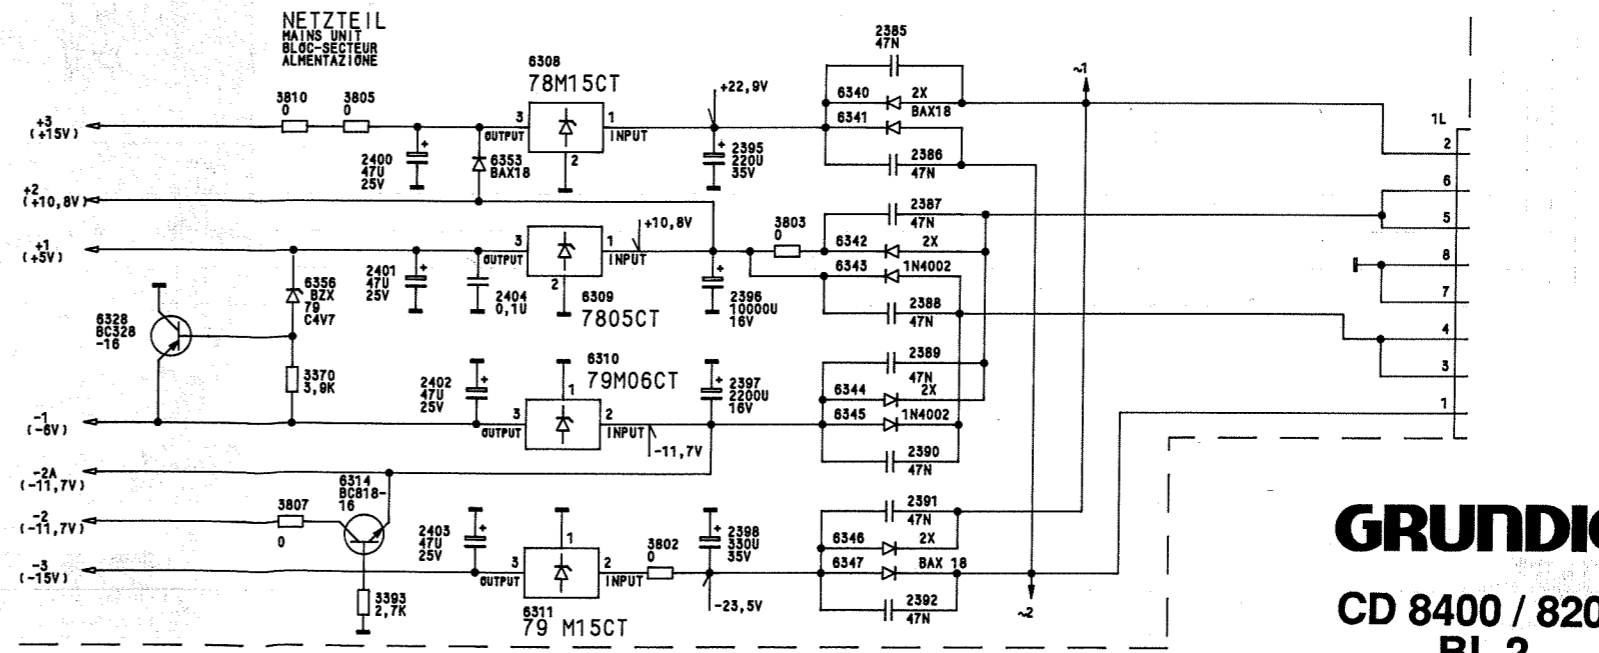 NETZTEIL
MAINS UNIT
BLOC-SECTEUR
ALMENTAZIONE
6308
78M15CT
3810
0
3805
0
+3
(+15V)
3
OUTPUT
1
INPUT
2
2400
47U
25V
+
6353
BAX18
+22,9V
+
2395
220U
35V
2385
47N
6340
2X
BAX18
6341
2386
47N
~1
1L
2
6
5
8
7
4
3
1
+2
(+10,8V)
+1
(+5V)
3
OUTPUT
1
INPUT
2
+10,8V
3803
0
2387
47N
6342
2X
6343
1N4002
2388
47N
6356
BZX
79
C4V7
2401
47U
25V
+
2404
0,1U
6309
7805CT
+
2396
10000U
16V
6328
BC328
-16
3370
3,9K
2402
47U
25V
+
6310
79M06CT
1
3
OUTPUT
2
INPUT
+
2397
2200U
16V
2389
47N
6344
2X
6345
1N4002
2390
47N
-1
(-6V)
-11,7V
-2A
(-11,7V)
6314
BC818-
16
3807
0
-2
(-11,7V)
-3
(-15V)
2403
47U
25V
+
1
3
OUTPUT
2
INPUT
3802
0
+
2398
330U
35V
2391
47N
6346
2X
6347
BAX 18
2392
47N
~2
3393
2,7K
6311
79 M15CT
-23,5V
GRUNDIG
CD 8400 / 820